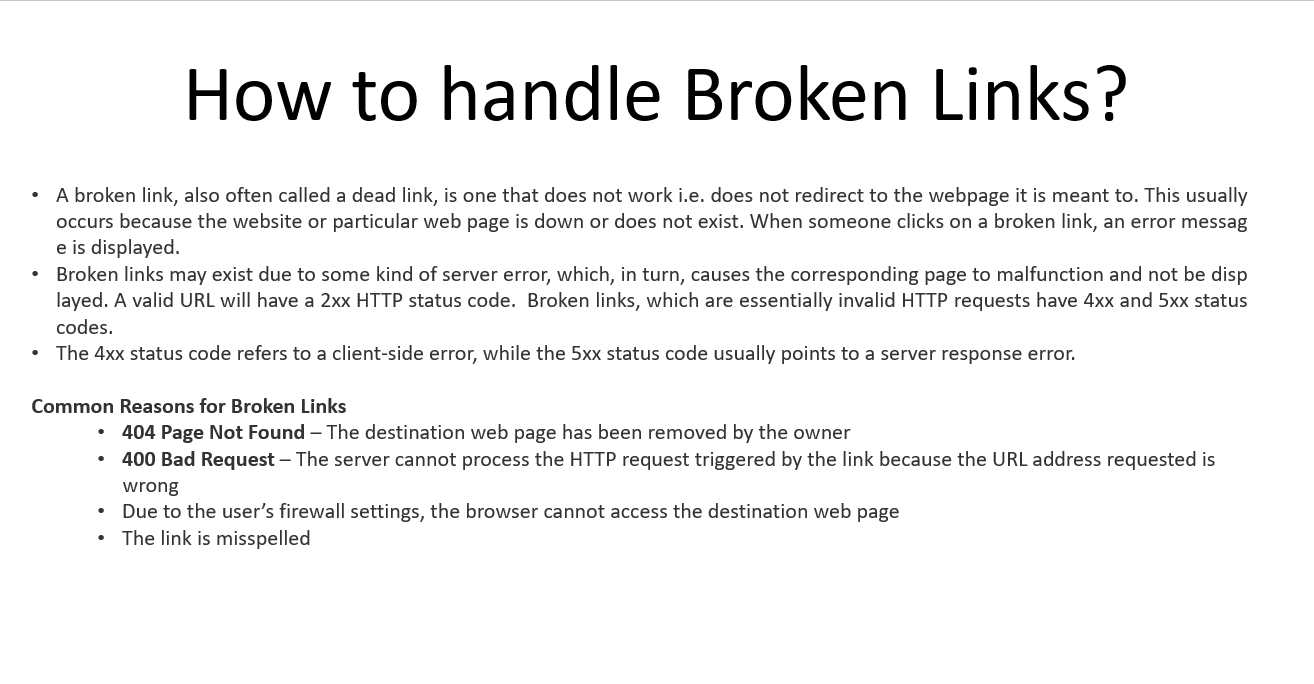 How to handle Broken Links?
• A broken link, also often called a dead link, is one that does not work i.e. does not redirect to the webpage it is meant to. This usually
occurs because the website or particular web page is down or does not exist. When someone clicks on a broken link, an error messag
e is displayed.
• Broken links may exist due to some kind of server error, which, in turn, causes the corresponding page to malfunction and not be disp
layed. A valid URL will have a 2xx HTTP status code.  Broken links, which are essentially invalid HTTP requests have 4xx and 5xx status
codes.
• The 4xx status code refers to a client-side error, while the 5xx status code usually points to a server response error.
Common Reasons for Broken Links
• 404 Page Not Found – The destination web page has been removed by the owner
• 400 Bad Request – The server cannot process the HTTP request triggered by the link because the URL address requested is
wrong
• Due to the user’s firewall settings, the browser cannot access the destination web page
• The link is misspelled